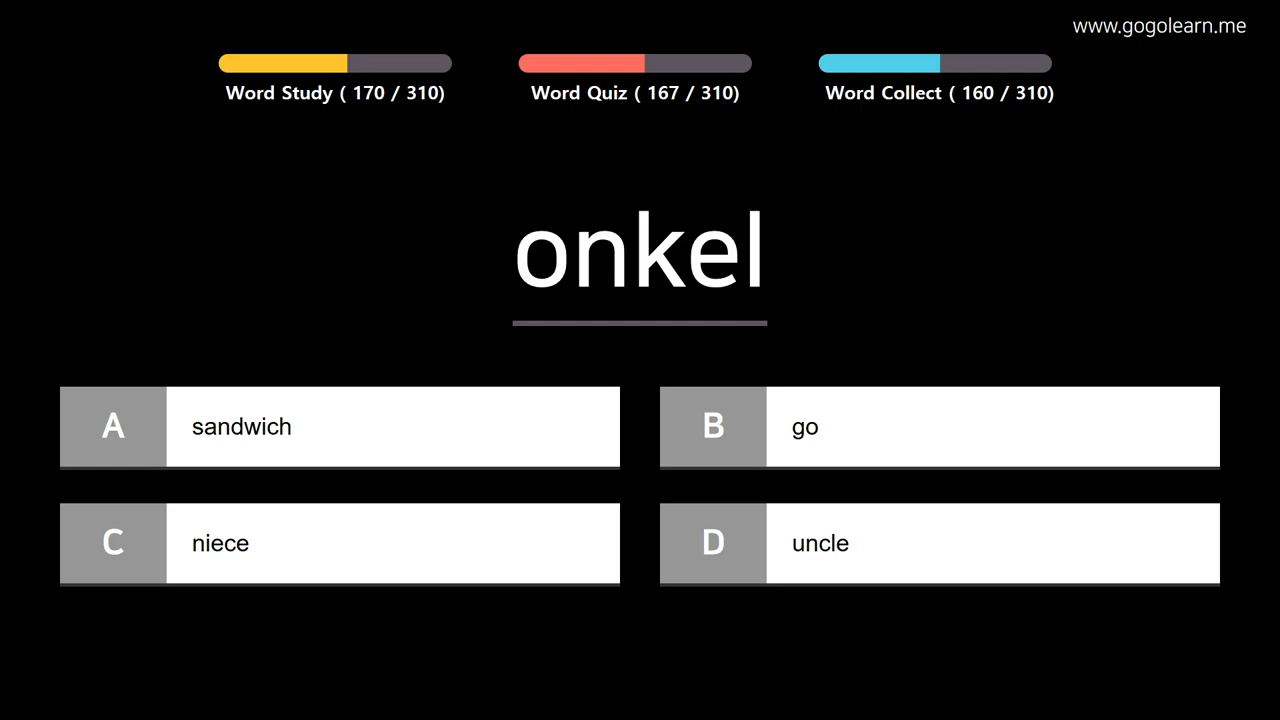 www.gogolearn.me
Word Study ( 170 / 310)
Word Quiz ( 167 / 310)
Word Collect ( 160 / 310)
onkel
A sandwich
B go
C niece
D uncle